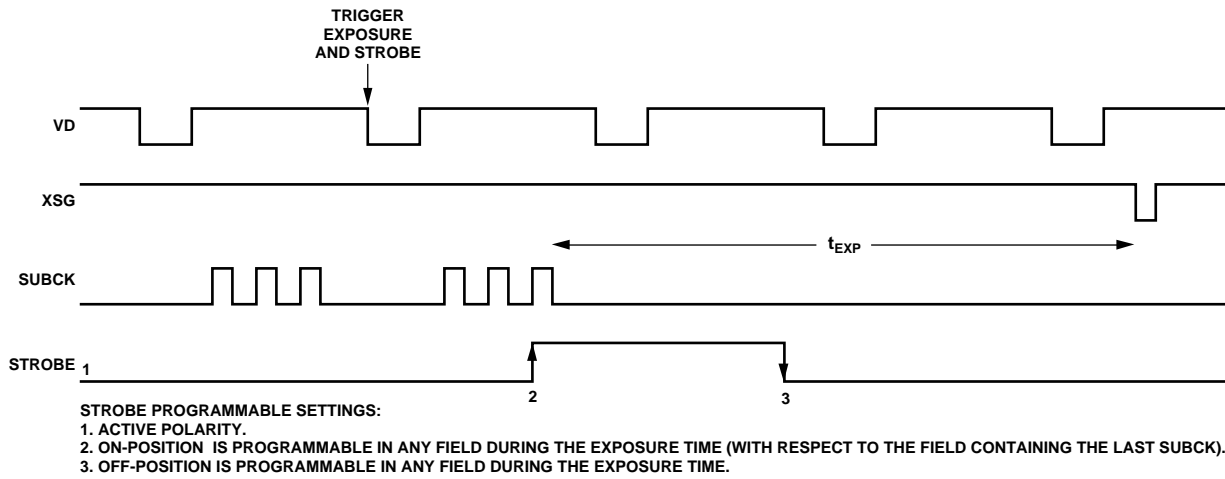 TRIGGER
EXPOSURE
AND STROBE
VD
XSG
tEXP
SUBCK
STROBE 1
2
3
STROBE PROGRAMMABLE SETTINGS:
1. ACTIVE POLARITY.
2. ON-POSITION IS PROGRAMMABLE IN ANY FIELD DURING THE EXPOSURE TIME (WITH RESPECT TO THE FIELD CONTAINING THE LAST SUBCK).
3. OFF-POSITION IS PROGRAMMABLE IN ANY FIELD DURING THE EXPOSURE TIME.